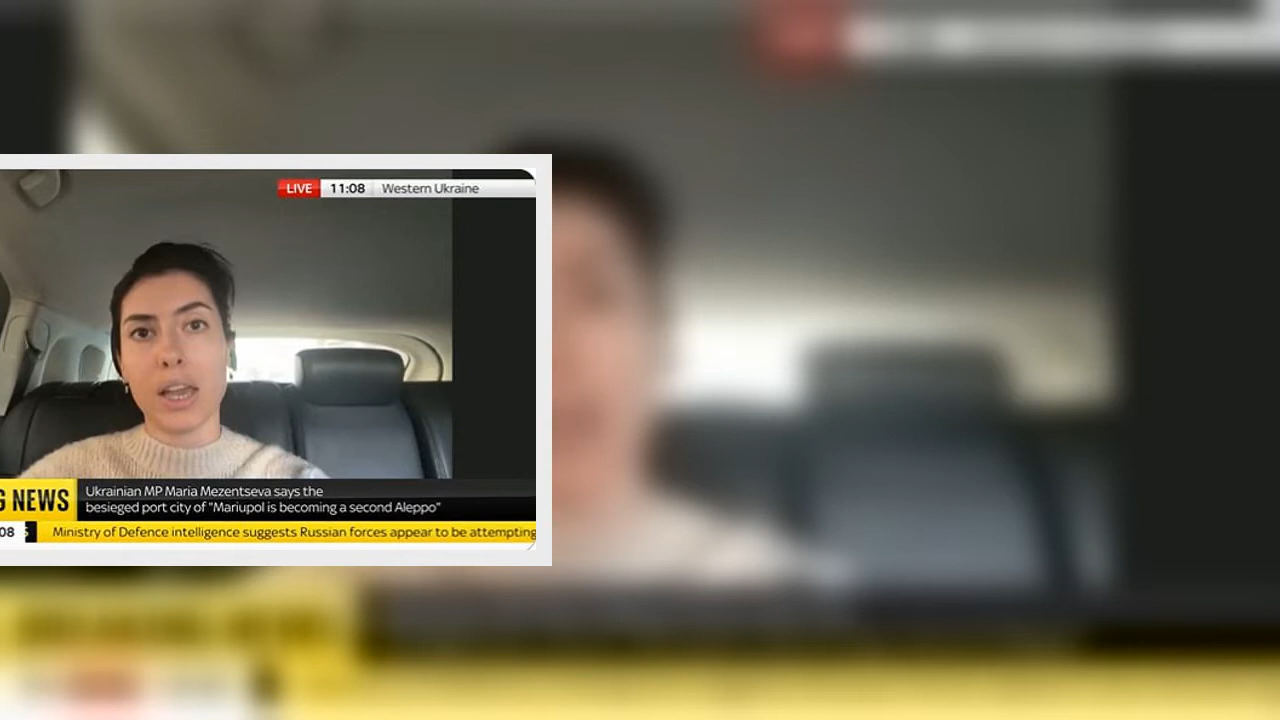 LIVE 11:08 Western Ukraine
NEWS
Ukrainian MP Maria Mezentseva says the
besieged port city of "Mariupol is becoming a second Aleppo"
08 Ministry of Defence intelligence suggests Russian forces appear to be attempting